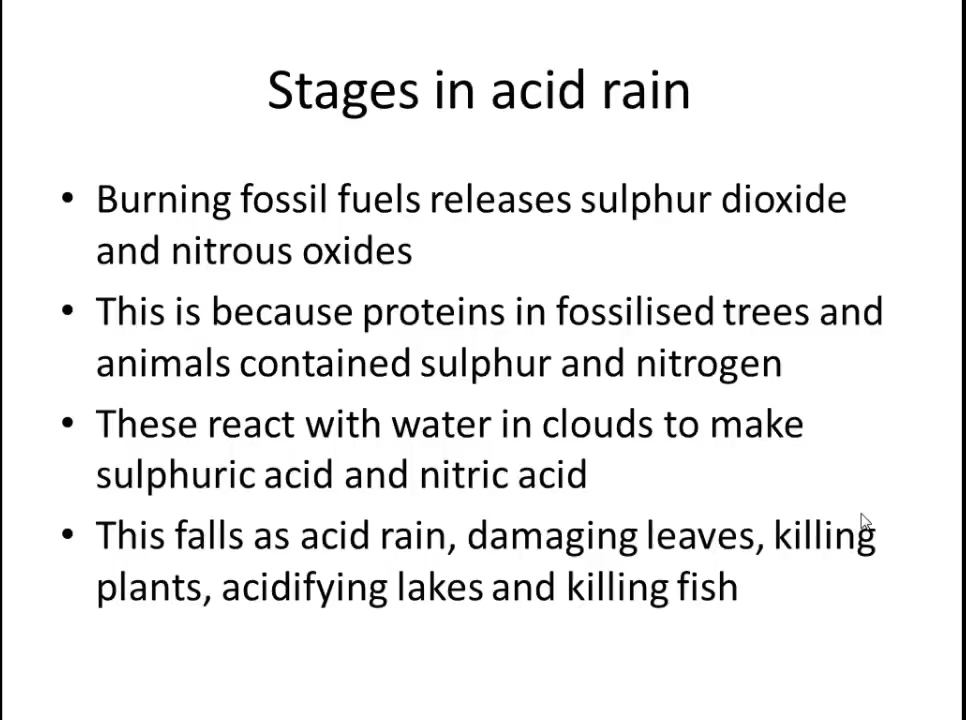 Stages in acid rain
• Burning fossil fuels releases sulphur dioxide
and nitrous oxides
• This is because proteins in fossilised trees and
animals contained sulphur and nitrogen
• These react with water in clouds to make
sulphuric acid and nitric acid
• This falls as acid rain, damaging leaves, killing
plants, acidifying lakes and killing fish